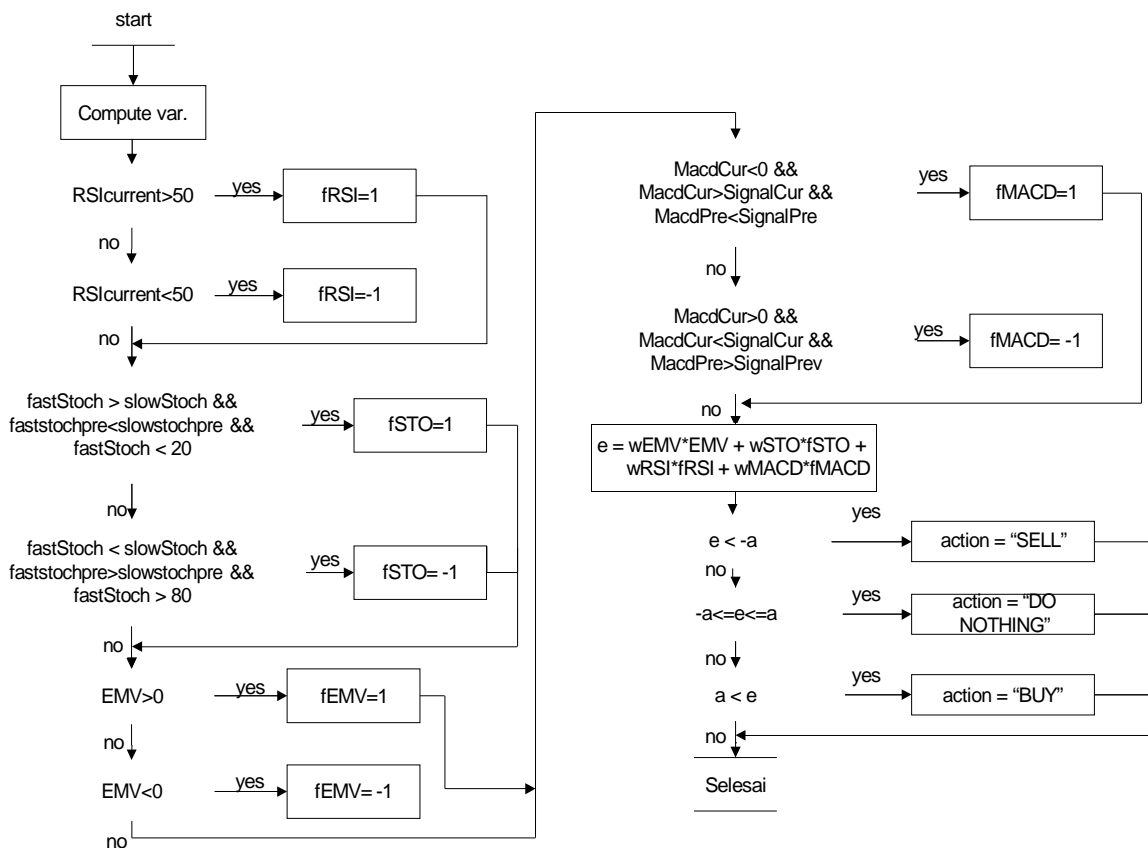 start
Compute var.
RSIcurrent>50
yes
fRSI=1
no
RSIcurrent<50
yes
fRSI=-1
no
fastStoch > slowStoch &&
faststochpre<slowstochpre &&
fastStoch < 20
yes
fSTO=1
no
fastStoch < slowStoch &&
faststochpre>slowstochpre &&
fastStoch > 80
yes
fSTO= -1
no
EMV>0
yes
fEMV=1
no
EMV<0
yes
fEMV= -1
no
MacdCur<0 &&
MacdCur>SignalCur &&
MacdPre<SignalPre
yes
fMACD=1
no
MacdCur>0 &&
MacdCur<SignalCur &&
MacdPre>SignalPrev
yes
fMACD= -1
no
e = wEMV*EMV + wSTO*fSTO +
wRSI*fRSI + wMACD*fMACD
e < -a
yes
action = “SELL”
no
-a<=e<=a
yes
action = “DO
NOTHING”
no
a < e
yes
action = “BUY”
no
Selesai